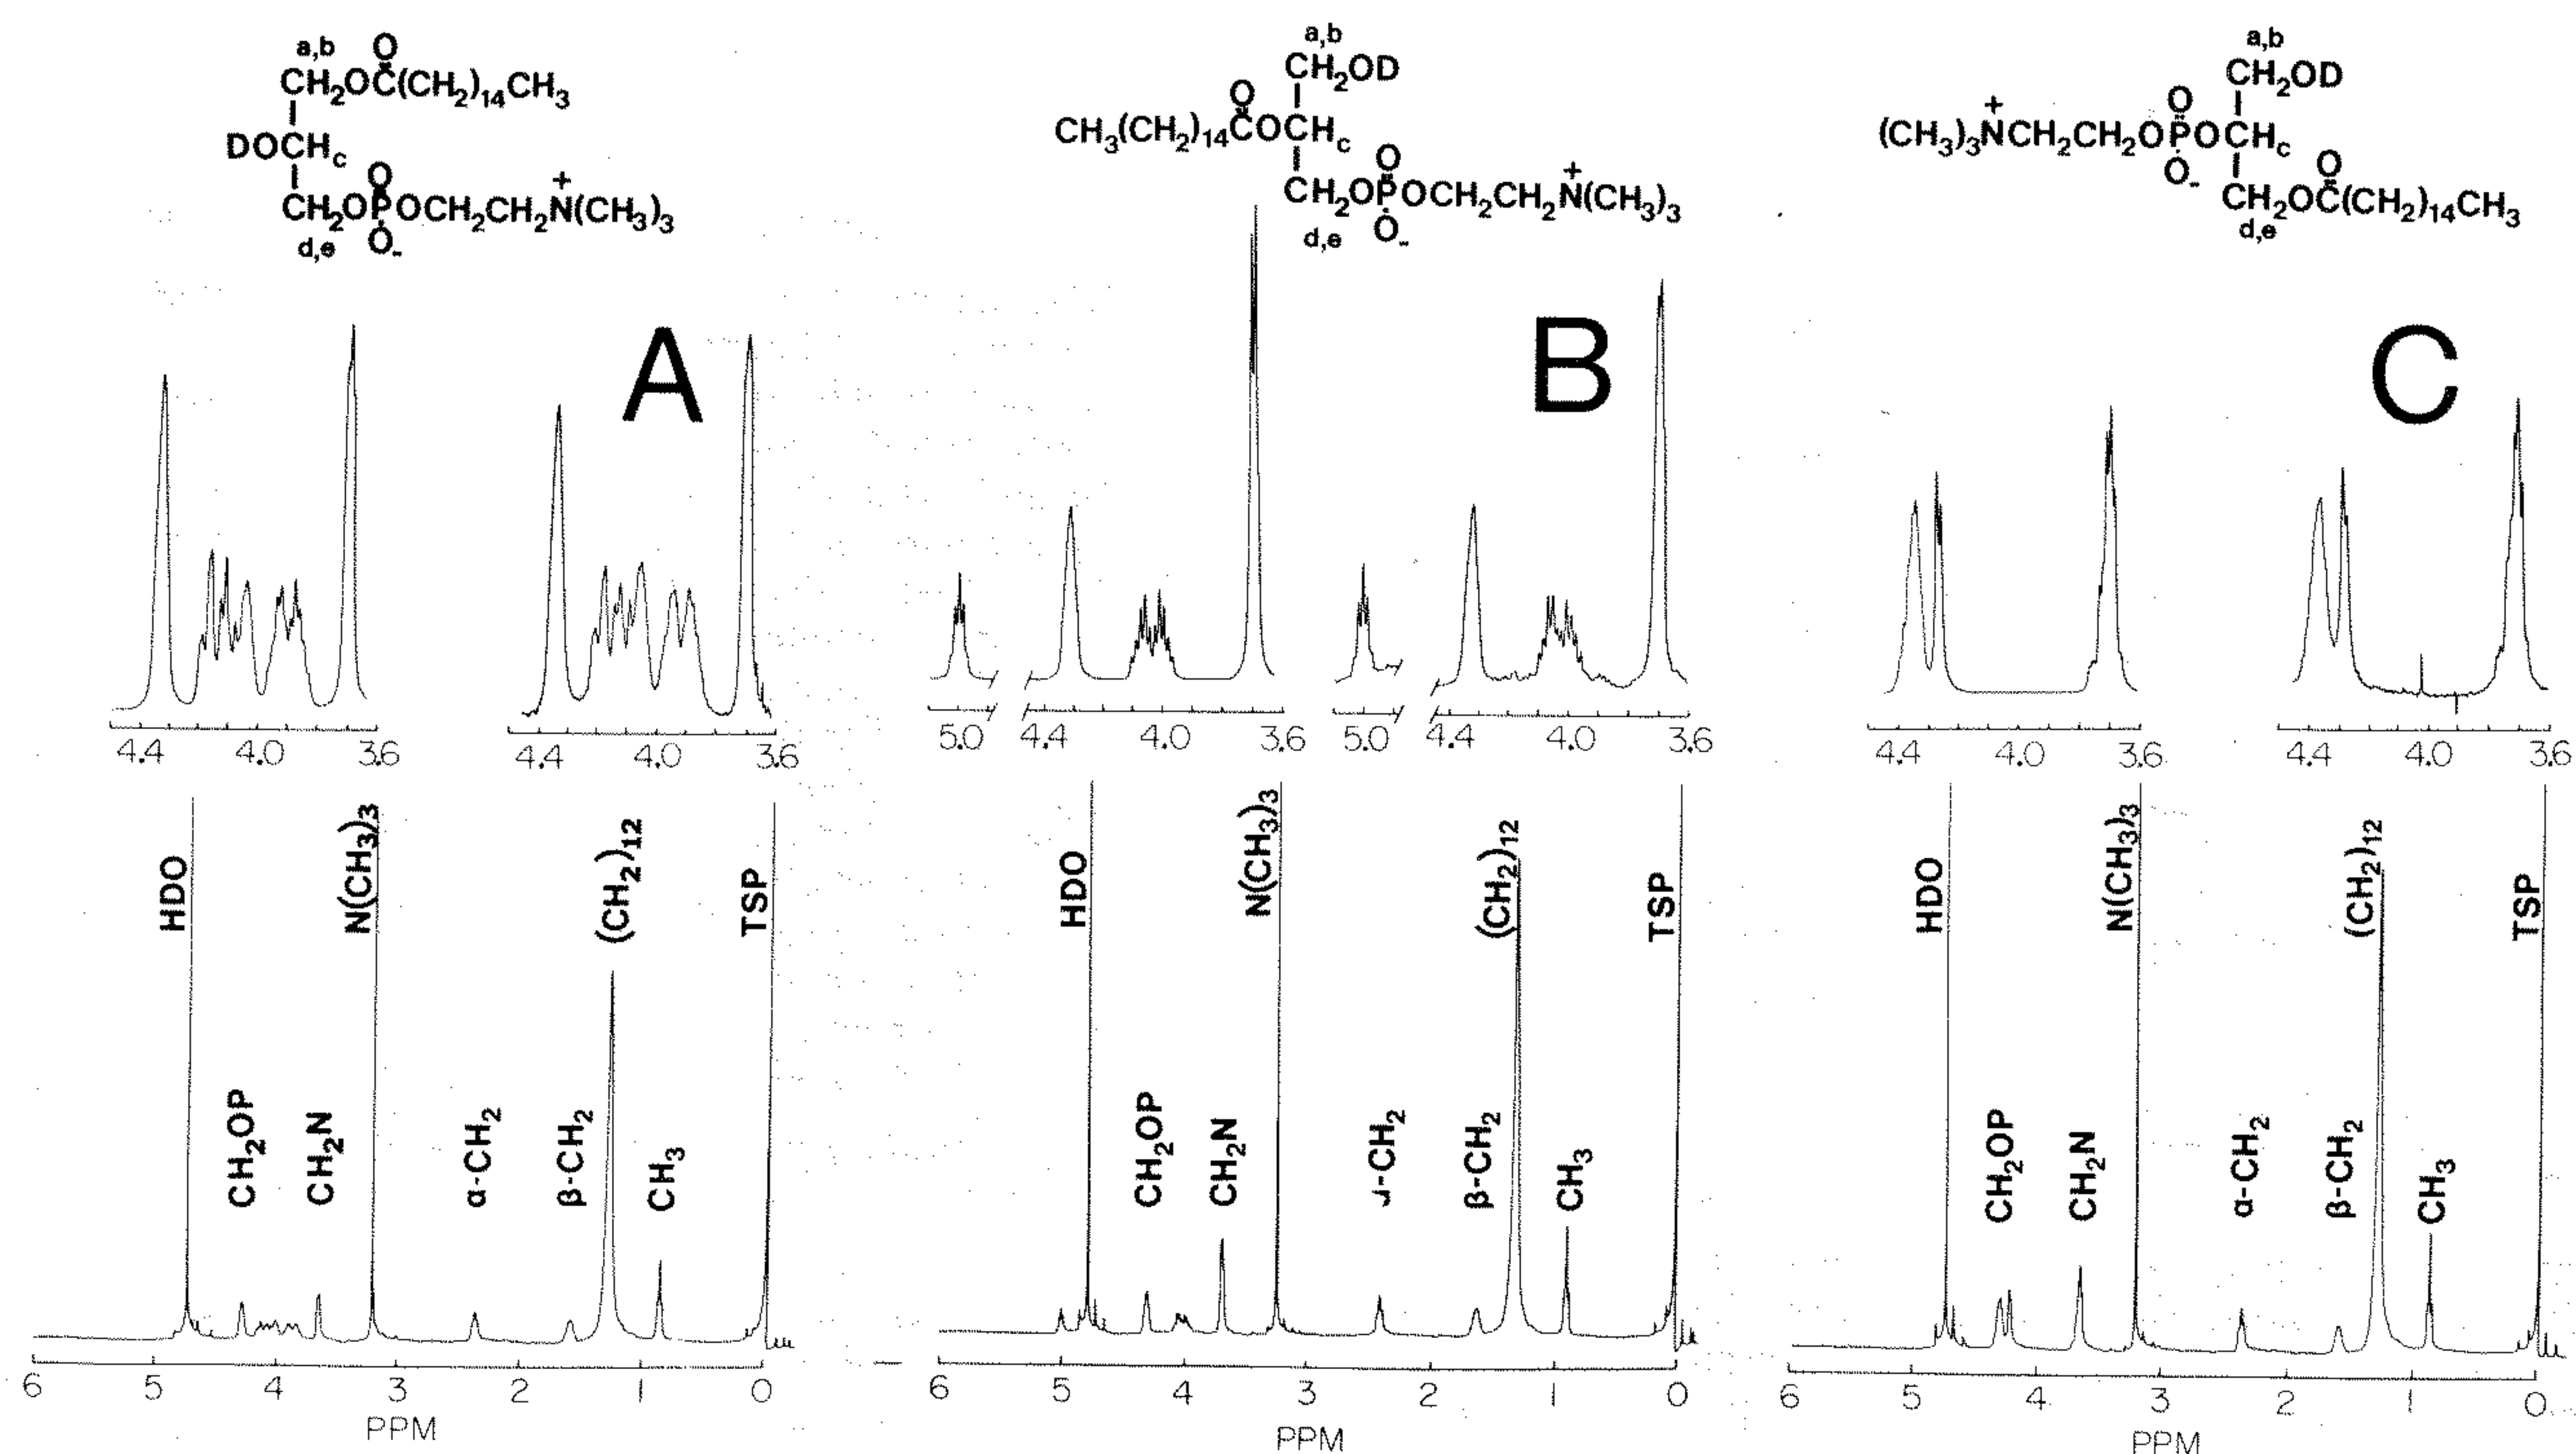 a,b
O
CH₂OC(CH₂)₁₄CH₃
DOCHc
O +
CH₂OPOCH₂CH₂N(CH₃)₃
d,e O-
A
4.4 4.0 3.6
4.4 4.0 3.6
HDO
N(CH₃)₃
(CH₂)₁₂
TSP
CH₂OP
CH₂N
α-CH₂
β-CH₂
CH₃
6 5 4 3 2 1 0
PPM
a,b
CH₂OD
O
CH₃(CH₂)₁₄COCHc
O +
CH₂OPOCH₂CH₂N(CH₃)₃
d,e O-
B
5.0 4.4 4.0 3.6
5.0 4.4 4.0 3.6
HDO
N(CH₃)₃
(CH₂)₁₂
TSP
CH₂OP
CH₂N
-CH₂
β-CH₂
CH₃
6 5 4 3 2 1 0
PPM
a,b
CH₂OD
+ O
(CH₃)₃NCH₂CH₂OPOCHc
O- O
CH₂OC(CH₂)₁₄CH₃
d,e
C
4.4 4.0 3.6
4.4 4.0 3.6
HDO
N(CH₃)₃
(CH₂)₁₂
TSP
CH₂OP
CH₂N
α-CH₂
β-CH₂
CH₃
6 5 4 3 2 1 0
PPM